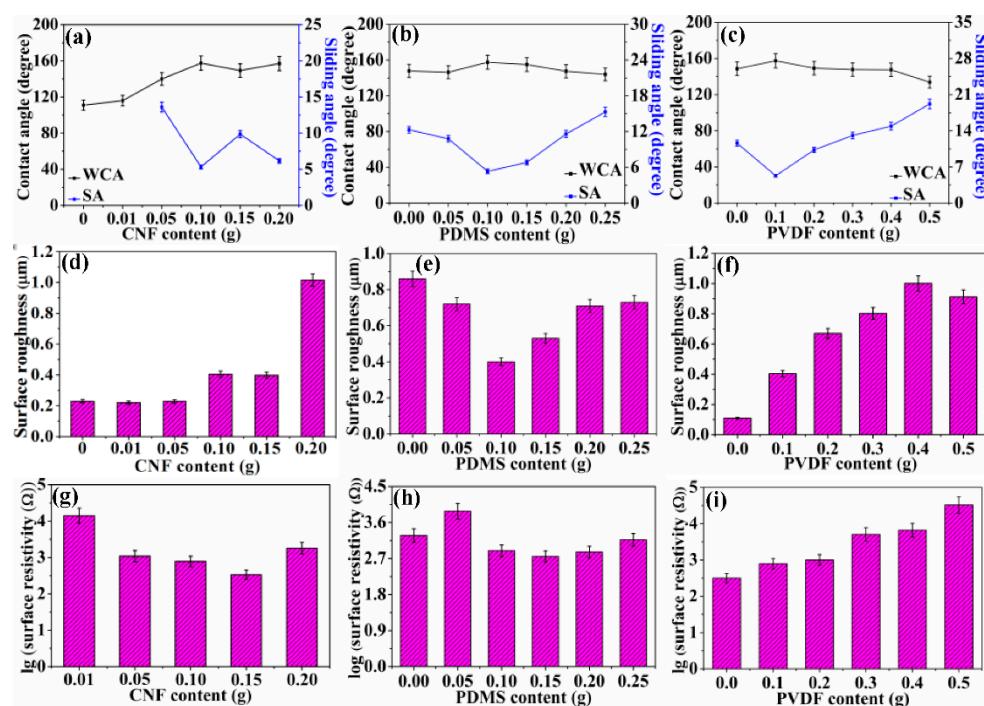 (a)
Contact angle (degree)
200
160
120
80
40
0
WCA
SA
0 0.01 0.05 0.10 0.15 0.20
CNF content (g)
25
20
15
10
5
0
Sliding angle (degree)
(b)
Contact angle (degree)
200
160
120
80
40
0
WCA
SA
0.00 0.05 0.10 0.15 0.20 0.25
PDMS content (g)
30
24
18
12
6
0
Sliding angle (degree)
(c)
Contact angle (degree)
200
160
120
80
40
0
WCA
SA
0.0 0.1 0.2 0.3 0.4 0.5
PVDF content (g)
35
28
21
14
7
0
Sliding angle (degree)
(d)
Surface roughness (μm)
1.2
1.0
0.8
0.6
0.4
0.2
0.0
0 0.01 0.05 0.10 0.15 0.20
CNF content (g)
(e)
Surface roughness (μm)
1.0
0.8
0.6
0.4
0.2
0.0
0.00 0.05 0.10 0.15 0.20 0.25
PDMS content (g)
(f)
Surface roughness (μm)
1.2
1.0
0.8
0.6
0.4
0.2
0.0
0.0 0.1 0.2 0.3 0.4 0.5
PVDF content (g)
(g)
lg (surface resistivity (Ω))
5
4
3
2
1
0
0.01 0.05 0.10 0.15 0.20
CNF content (g)
(h)
log (surface resistivity (Ω))
4.5
3.6
2.7
1.8
0.9
0.0
0.00 0.05 0.10 0.15 0.20 0.25
PDMS content (g)
(i)
lg (surface resistivity (Ω))
5
4
3
2
1
0
0.0 0.1 0.2 0.3 0.4 0.5
PVDF content (g)